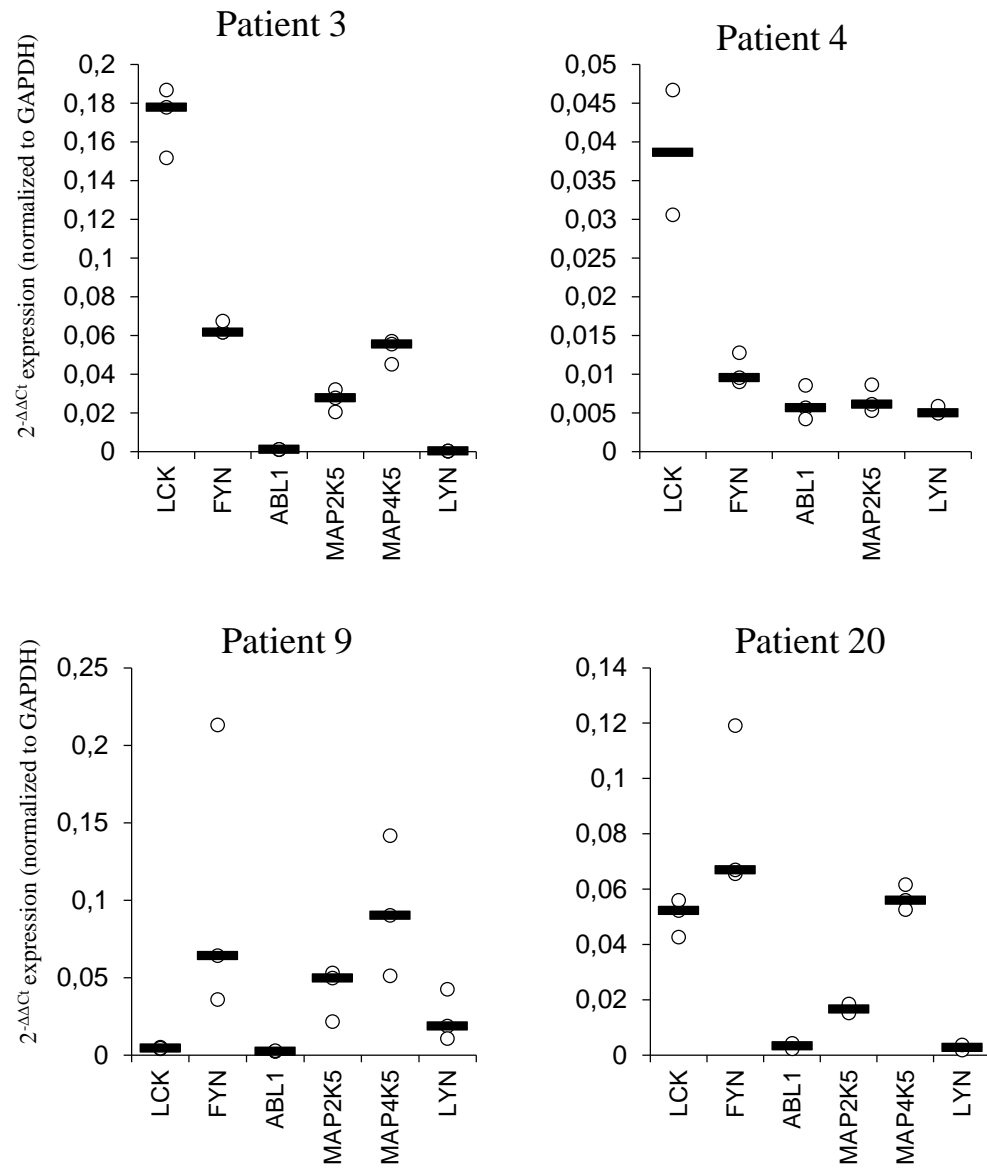 Patient 3
2-ΔΔCt expression (normalized to GAPDH)
0,2
0,18
0,16
0,14
0,12
0,1
0,08
0,06
0,04
0,02
0
LCK
FYN
ABL1
MAP2K5
MAP4K5
LYN
Patient 4
0,05
0,045
0,04
0,035
0,03
0,025
0,02
0,015
0,01
0,005
0
LCK
FYN
ABL1
MAP2K5
LYN
Patient 9
2-ΔΔCt expression (normalized to GAPDH)
0,25
0,2
0,15
0,1
0,05
0
LCK
FYN
ABL1
MAP2K5
MAP4K5
LYN
Patient 20
0,14
0,12
0,1
0,08
0,06
0,04
0,02
0
LCK
FYN
ABL1
MAP2K5
MAP4K5
LYN